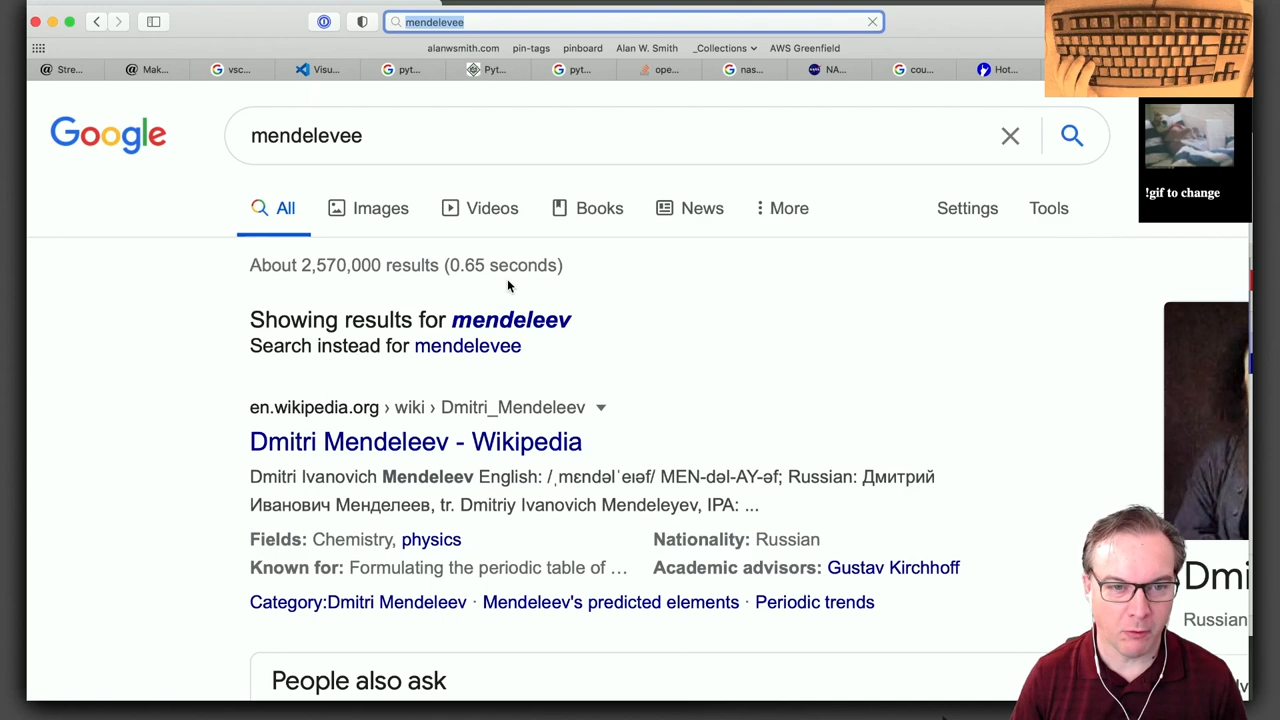 mendelevee
alanwsmith.com pin-tags pinboard Alan W. Smith _Collections AWS Greenfield
@ Stre... @ Mak... vsc... Visu... pyt... Pyt... pyt... ope... nas... NA... cou... Hot...
Google mendelevee
!gif to change
All Images Videos Books News More Settings Tools
About 2,570,000 results (0.65 seconds)
Showing results for mendeleev
Search instead for mendelevee
en.wikipedia.org › wiki › Dmitri_Mendeleev
Dmitri Mendeleev - Wikipedia
Dmitri Ivanovich Mendeleev English: /ˌmɛndəlˈeɪəf/ MEN-dəl-AY-əf; Russian: Дмитрий
Иванович Менделеев, tr. Dmitriy Ivanovich Mendeleyev, IPA: ...
Fields: Chemistry, physics Nationality: Russian
Known for: Formulating the periodic table of ... Academic advisors: Gustav Kirchhoff
Category:Dmitri Mendeleev · Mendeleev's predicted elements · Periodic trends
Dmi
Russian
People also ask